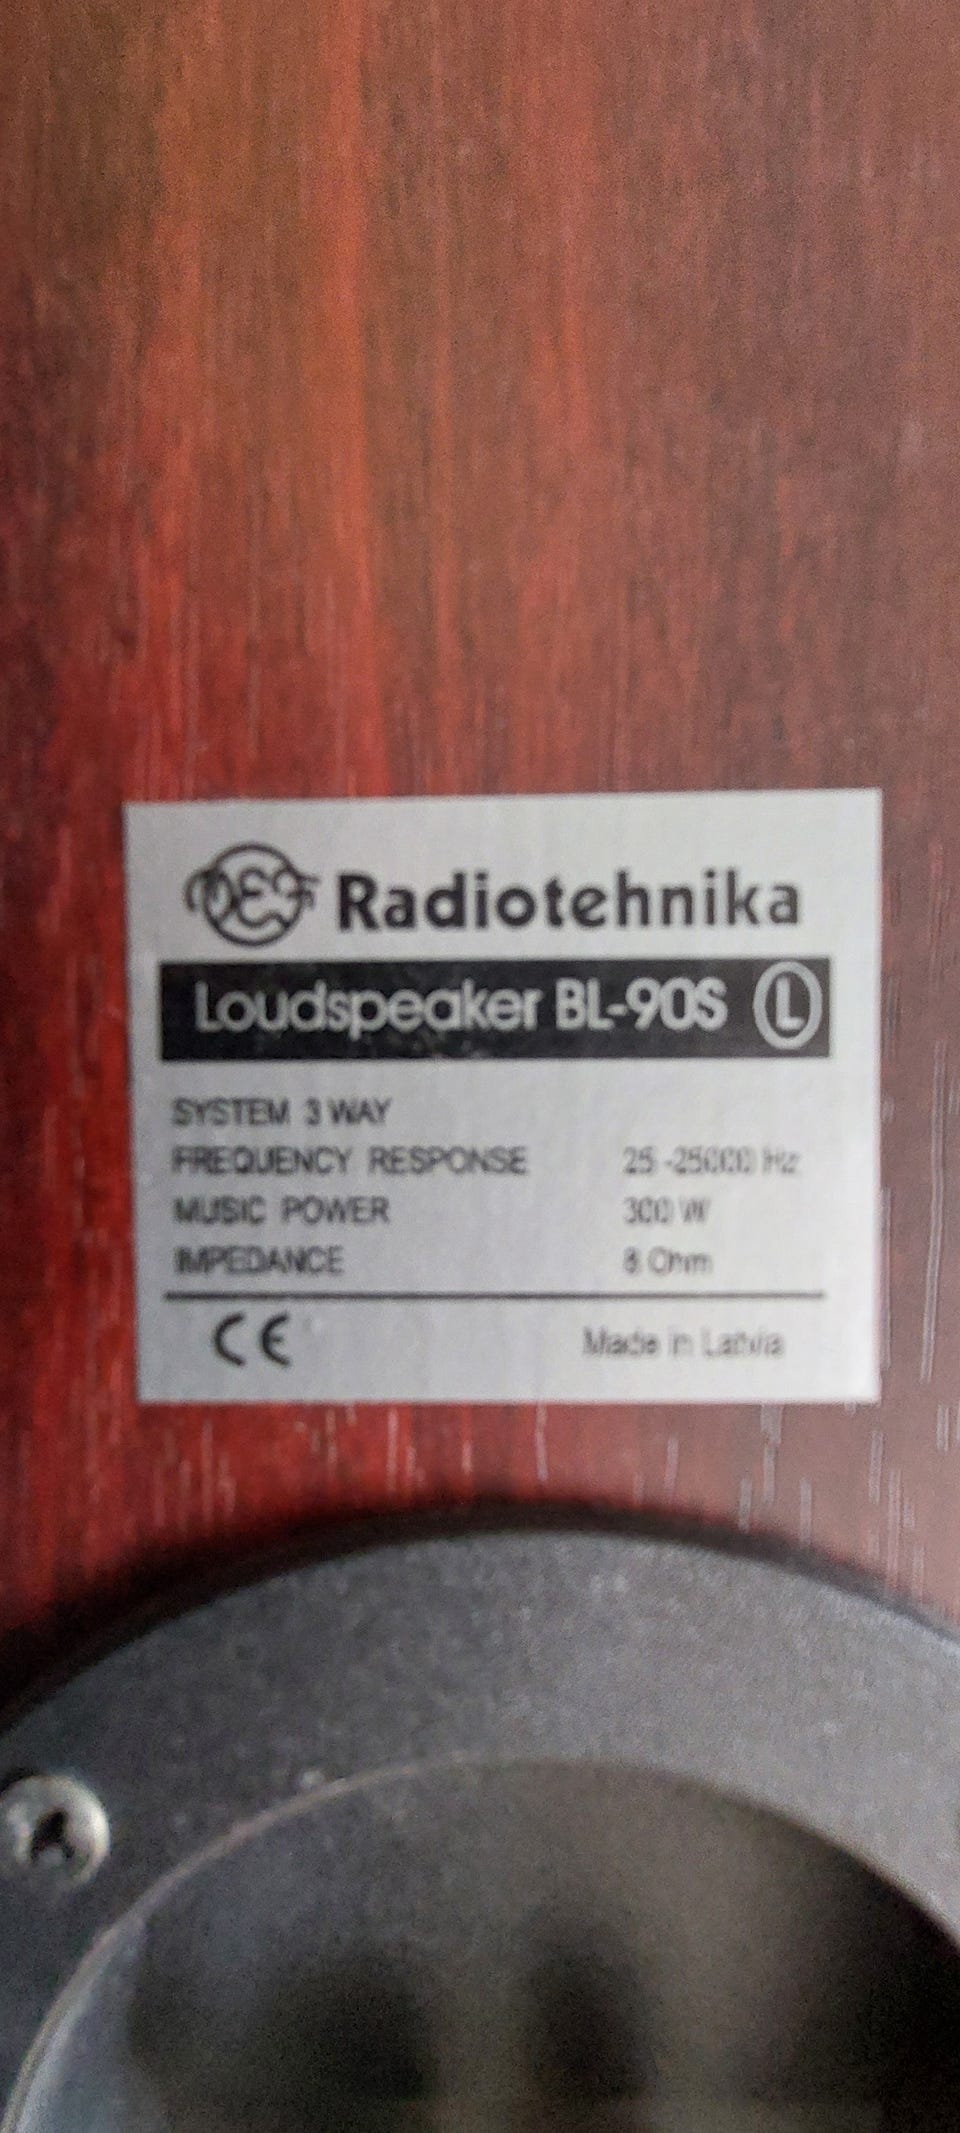 Radiotehnika
Loudspeaker BL-90S L
SYSTEM 3 WAY
FREQUENCY RESPONSE 25-25000 Hz
MUSIC POWER 300 W
IMPEDANCE 8 Ohm
CE Made in Latvia